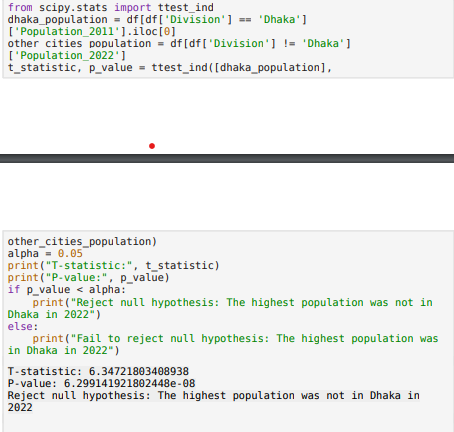 from scipy.stats import ttest_ind
dhaka_population = df[df['Division'] == 'Dhaka']
['Population_2011'].iloc[0]
other_cities_population = df[df['Division'] != 'Dhaka']
['Population_2022']
t_statistic, p_value = ttest_ind([dhaka_population],
other_cities_population)
alpha = 0.05
print("T-statistic:", t_statistic)
print("P-value:", p_value)
if p_value < alpha:
    print("Reject null hypothesis: The highest population was not in
Dhaka in 2022")
else:
    print("Fail to reject null hypothesis: The highest population was
in Dhaka in 2022")
T-statistic: 6.34721803408938
P-value: 6.299141921802448e-08
Reject null hypothesis: The highest population was not in Dhaka in
2022